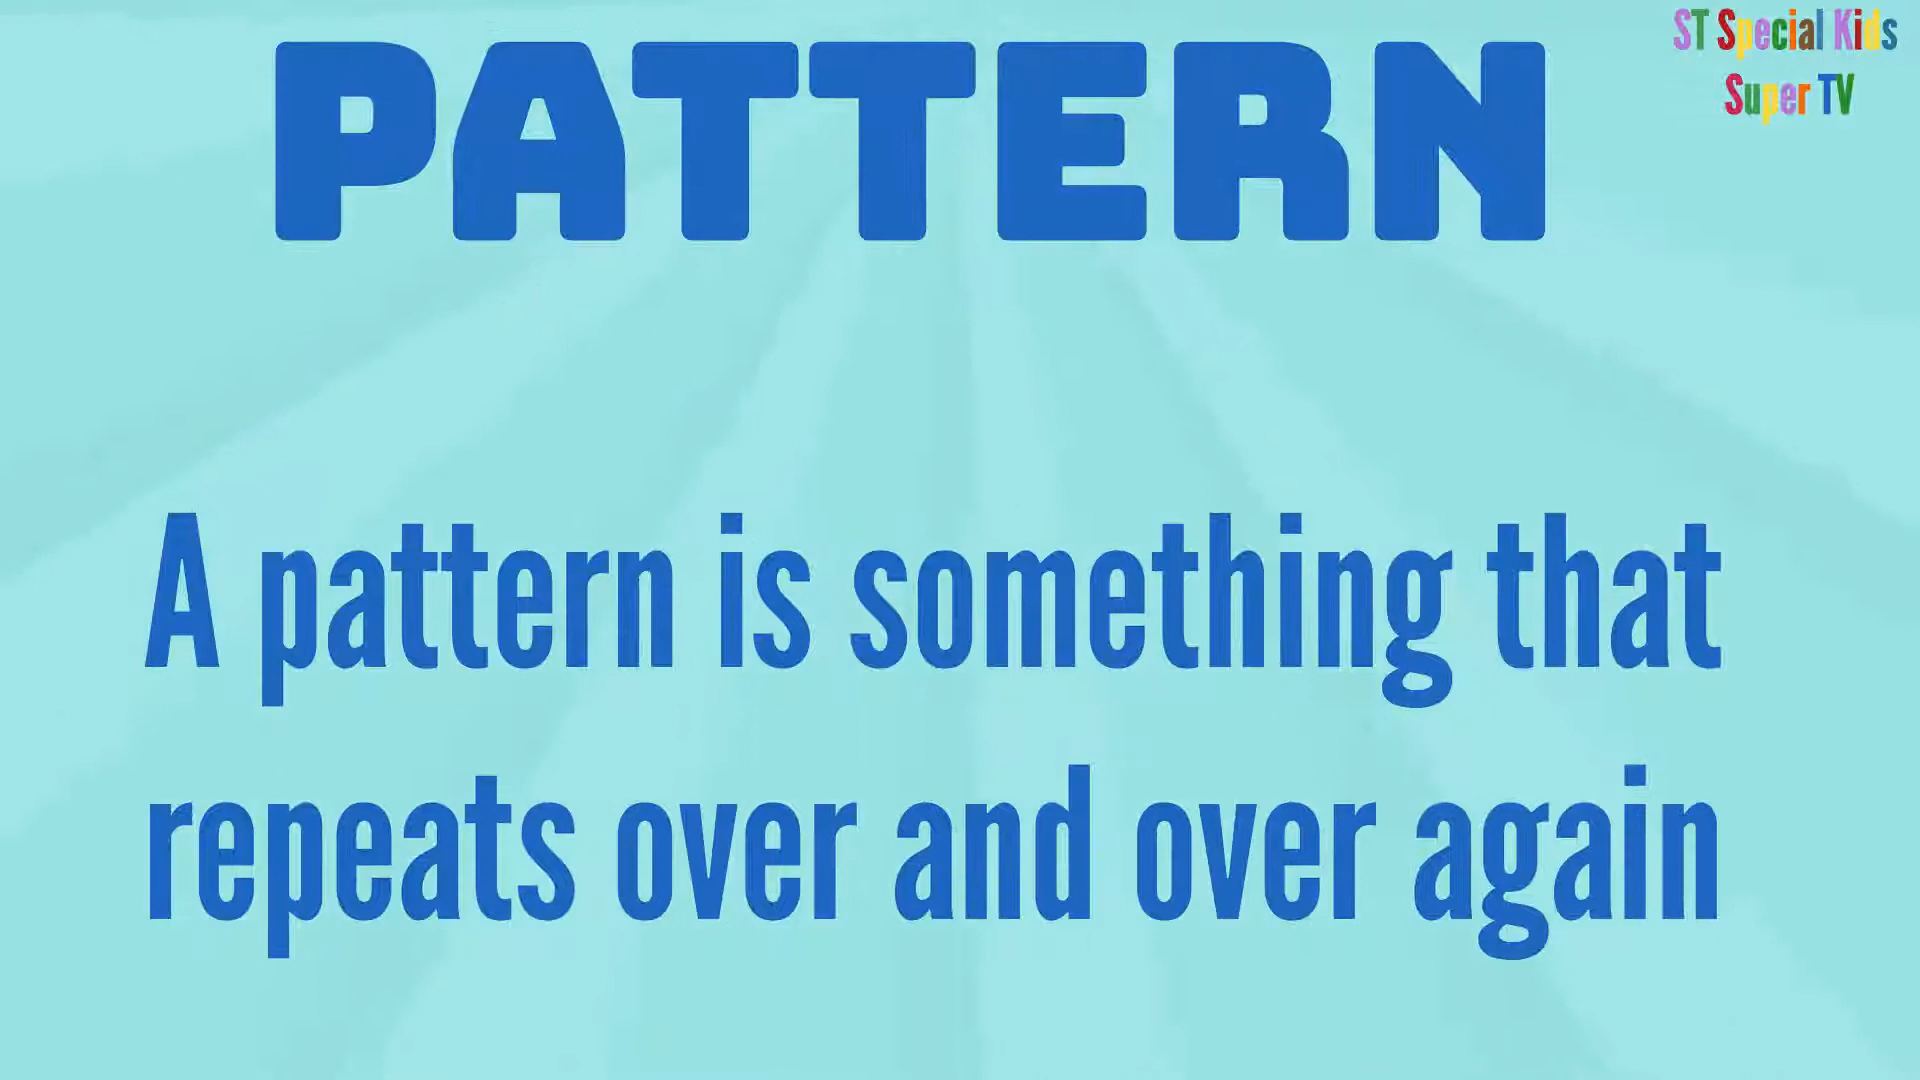 PATTERN
ST Special Kids
Super TV
A pattern is something that
repeats over and over again